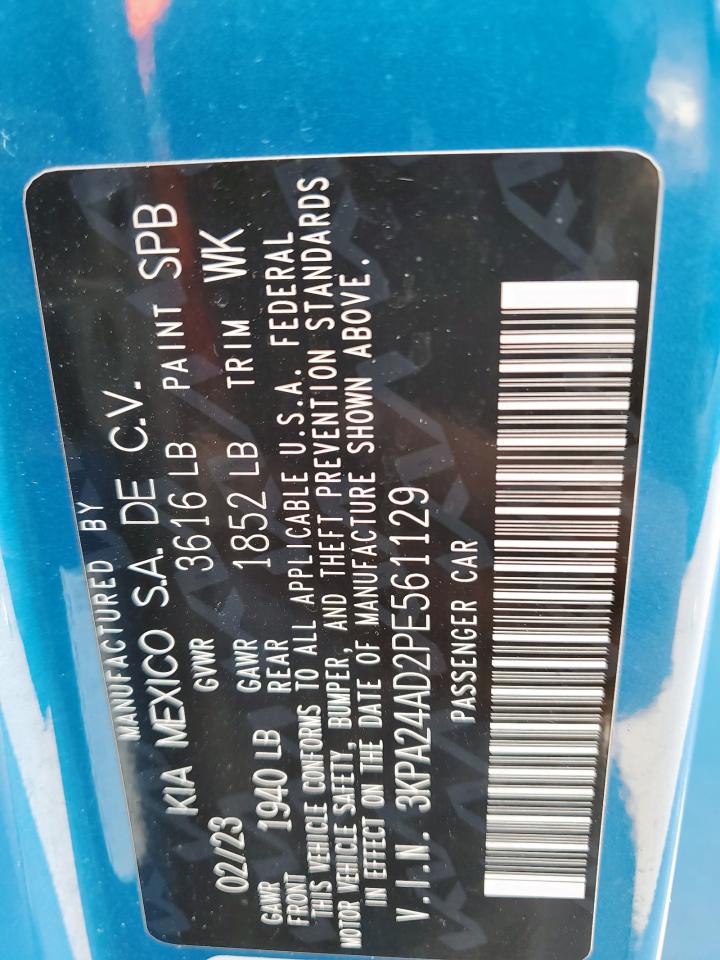 MANUFACTURED BY
KIA MEXICO S.A. DE C.V.
02/23 GVWR 3616 LB PAINT SPB
GAWR FRONT 1940 LB GAWR REAR 1852 LB TRIM WK
THIS VEHICLE CONFORMS TO ALL APPLICABLE U.S.A. FEDERAL
MOTOR VEHICLE SAFETY, BUMPER, AND THEFT PREVENTION STANDARDS
IN EFFECT ON THE DATE OF MANUFACTURE SHOWN ABOVE.
V.I.N. 3KPA24AD2PE561129
PASSENGER CAR